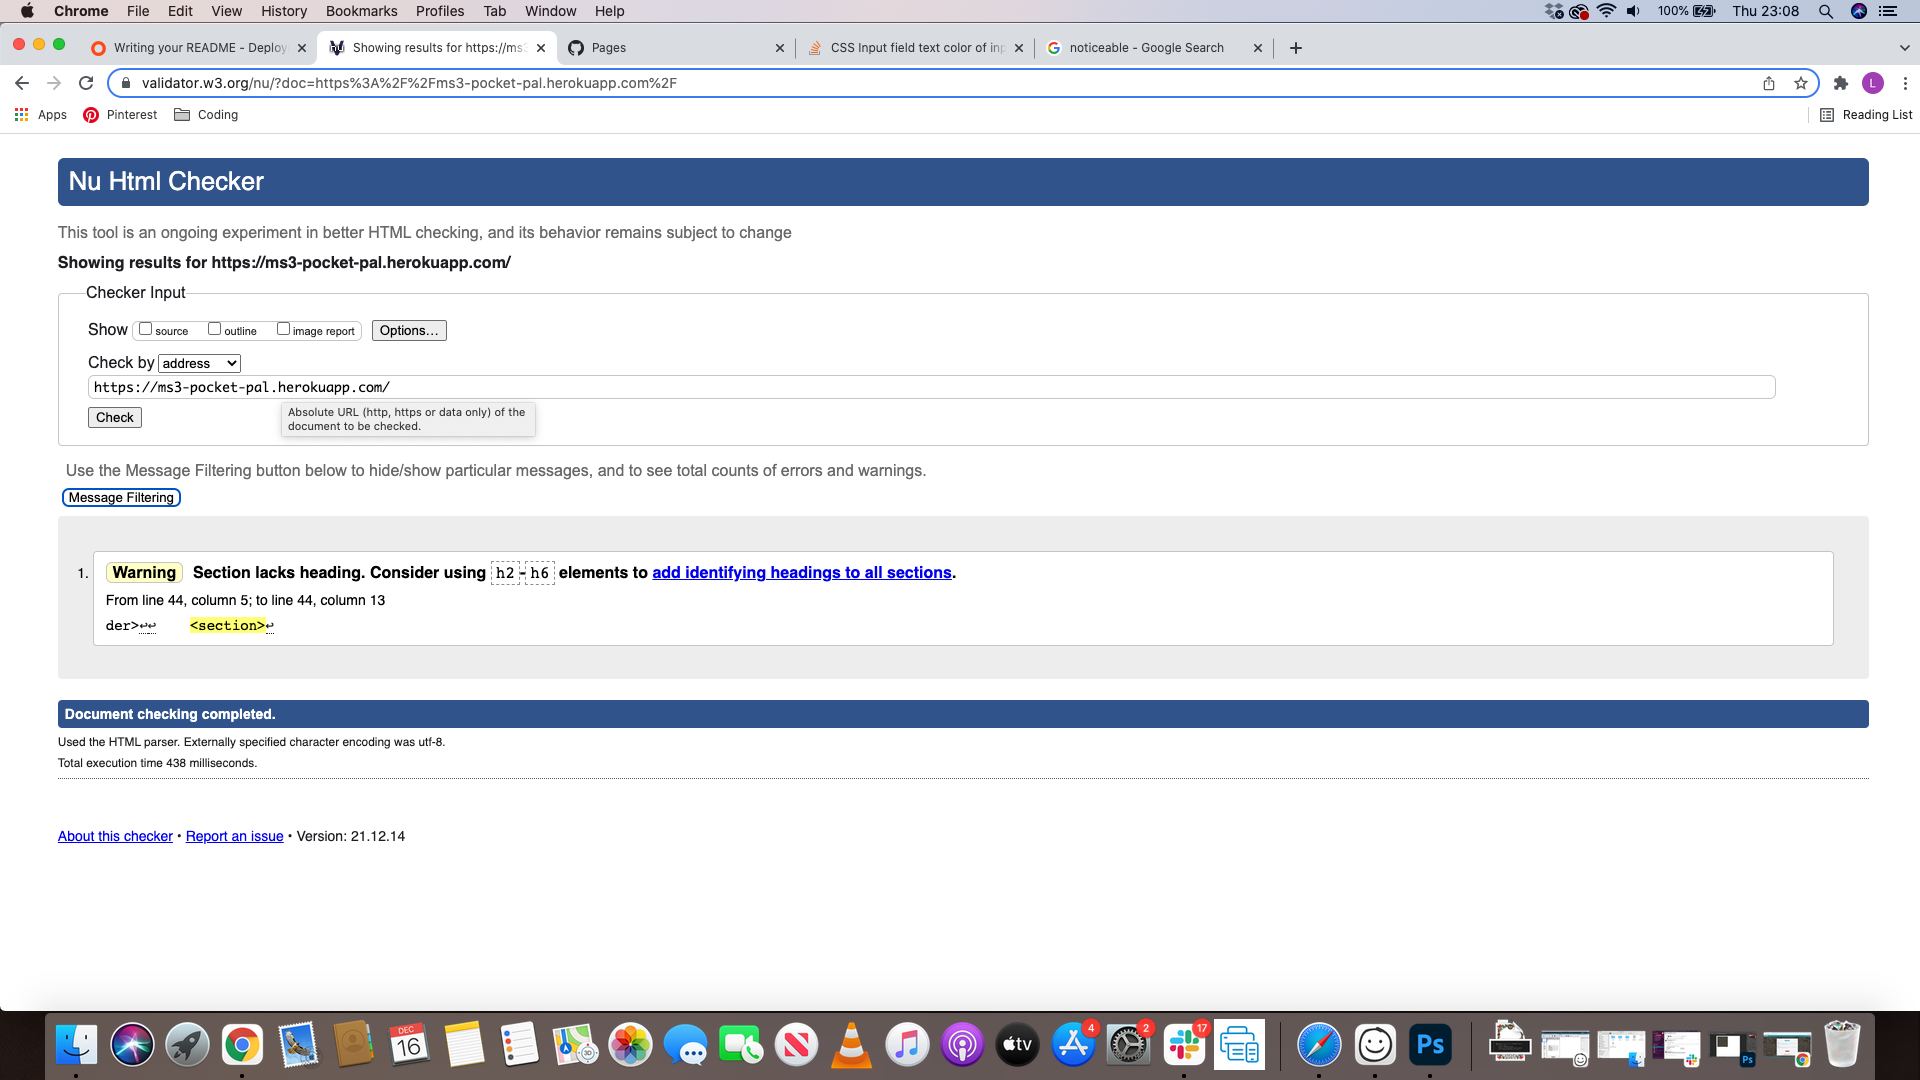 Chrome File Edit View History Bookmarks Profiles Tab Window Help 100% Thu 23:08
Writing your README - Deploy Showing results for https://ms3 Pages CSS Input field text color of inp noticeable - Google Search
validator.w3.org/nu/?doc=https%3A%2F%2Fms3-pocket-pal.herokuapp.com%2F L
Apps Pinterest Coding Reading List
Nu Html Checker
This tool is an ongoing experiment in better HTML checking, and its behavior remains subject to change
Showing results for https://ms3-pocket-pal.herokuapp.com/
Checker Input
Show source outline image report Options...
Check by address
https://ms3-pocket-pal.herokuapp.com/
Check
Absolute URL (http, https or data only) of the
document to be checked.
Use the Message Filtering button below to hide/show particular messages, and to see total counts of errors and warnings.
Message Filtering
1. Warning Section lacks heading. Consider using h2-h6 elements to add identifying headings to all sections.
From line 44, column 5; to line 44, column 13
der>↩↩ <section>↩
Document checking completed.
Used the HTML parser. Externally specified character encoding was utf-8.
Total execution time 438 milliseconds.
About this checker • Report an issue • Version: 21.12.14
DEC 16 3D tv 4 2 17 Ps